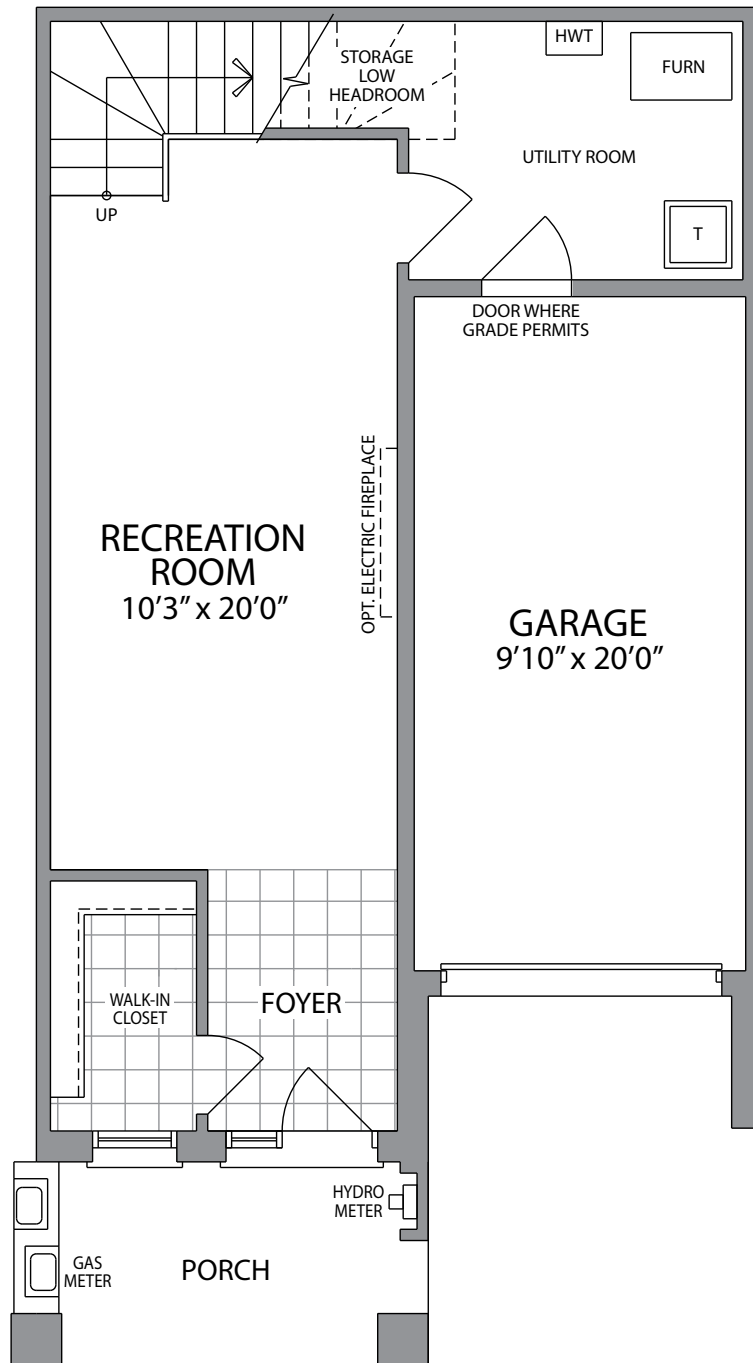 HWT
FURN
STORAGE
LOW
HEADROOM
UTILITY ROOM
UP
T
DOOR WHERE
GRADE PERMITS
OPT. ELECTRIC FIREPLACE
RECREATION
ROOM
10'3" x 20'0"
GARAGE
9'10" x 20'0"
WALK-IN
CLOSET
FOYER
HYDRO
METER
GAS
METER
PORCH